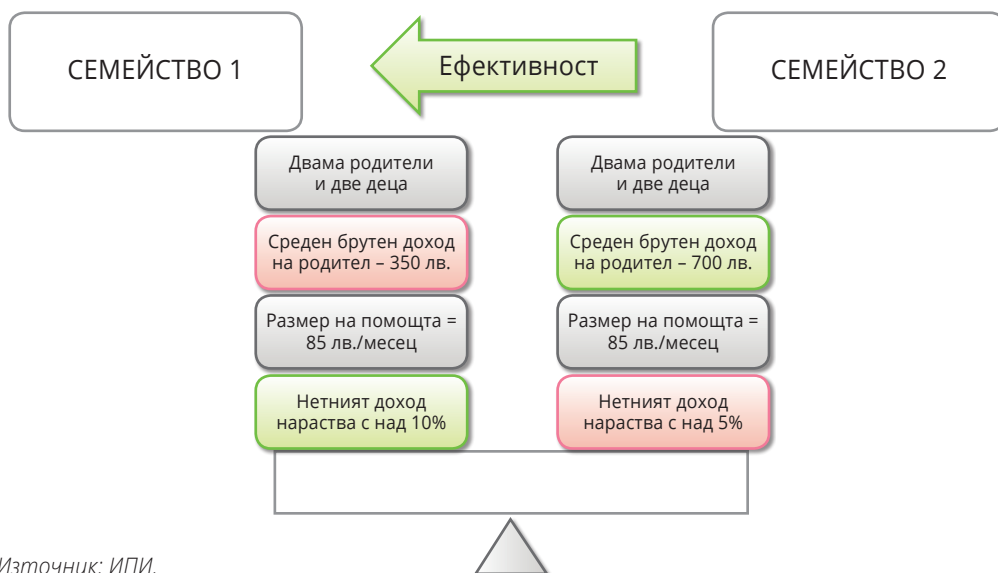 СЕМЕЙСТВО 1
Ефективност
СЕМЕЙСТВО 2
Двама родители
и две деца
Среден брутен доход
на родител – 350 лв.
Размер на помощта =
85 лв./месец
Нетният доход
нараства с над 10%
Двама родители
и две деца
Среден брутен доход
на родител – 700 лв.
Размер на помощта =
85 лв./месец
Нетният доход
нараства с над 5%
Източник: ИПИ.